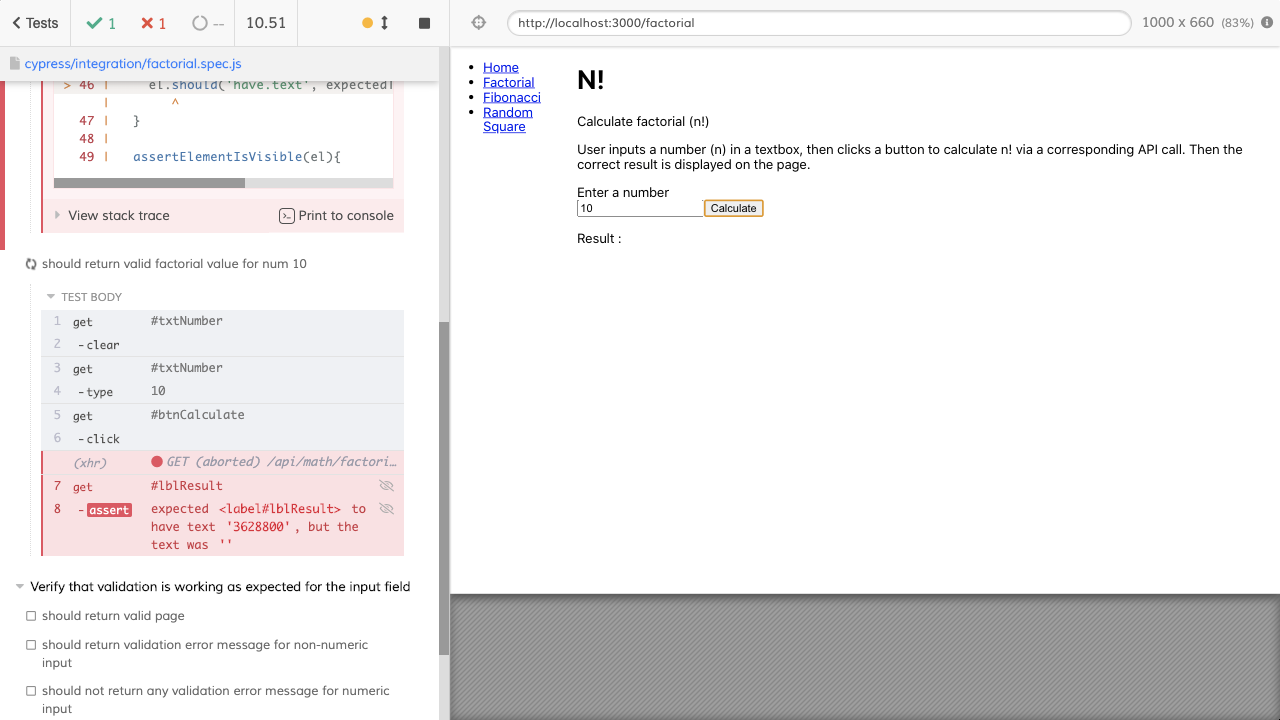 Tests
1
1
--
10.51
http://localhost:3000/factorial
1000 x 660 (83%)
cypress/integration/factorial.spec.js
> 46 | el.should('have.text', expected
| ^
47 | }
48 |
49 | assertElementIsVisible(el){
View stack trace
Print to console
should return valid factorial value for num 10
TEST BODY
1 get #txtNumber
2 -clear
3 get #txtNumber
4 -type 10
5 get #btnCalculate
6 -click
(xhr) GET (aborted) /api/math/factori...
7 get #lblResult
8 -assert expected <label#lblResult> to
have text '3628800', but the
text was ''
Verify that validation is working as expected for the input field
should return valid page
should return validation error message for non-numeric
input
should not return any validation error message for numeric
input
Home
Factorial
Fibonacci
Random
Square
N!
Calculate factorial (n!)
User inputs a number (n) in a textbox, then clicks a button to calculate n! via a corresponding API call. Then the
correct result is displayed on the page.
Enter a number
10
Calculate
Result :